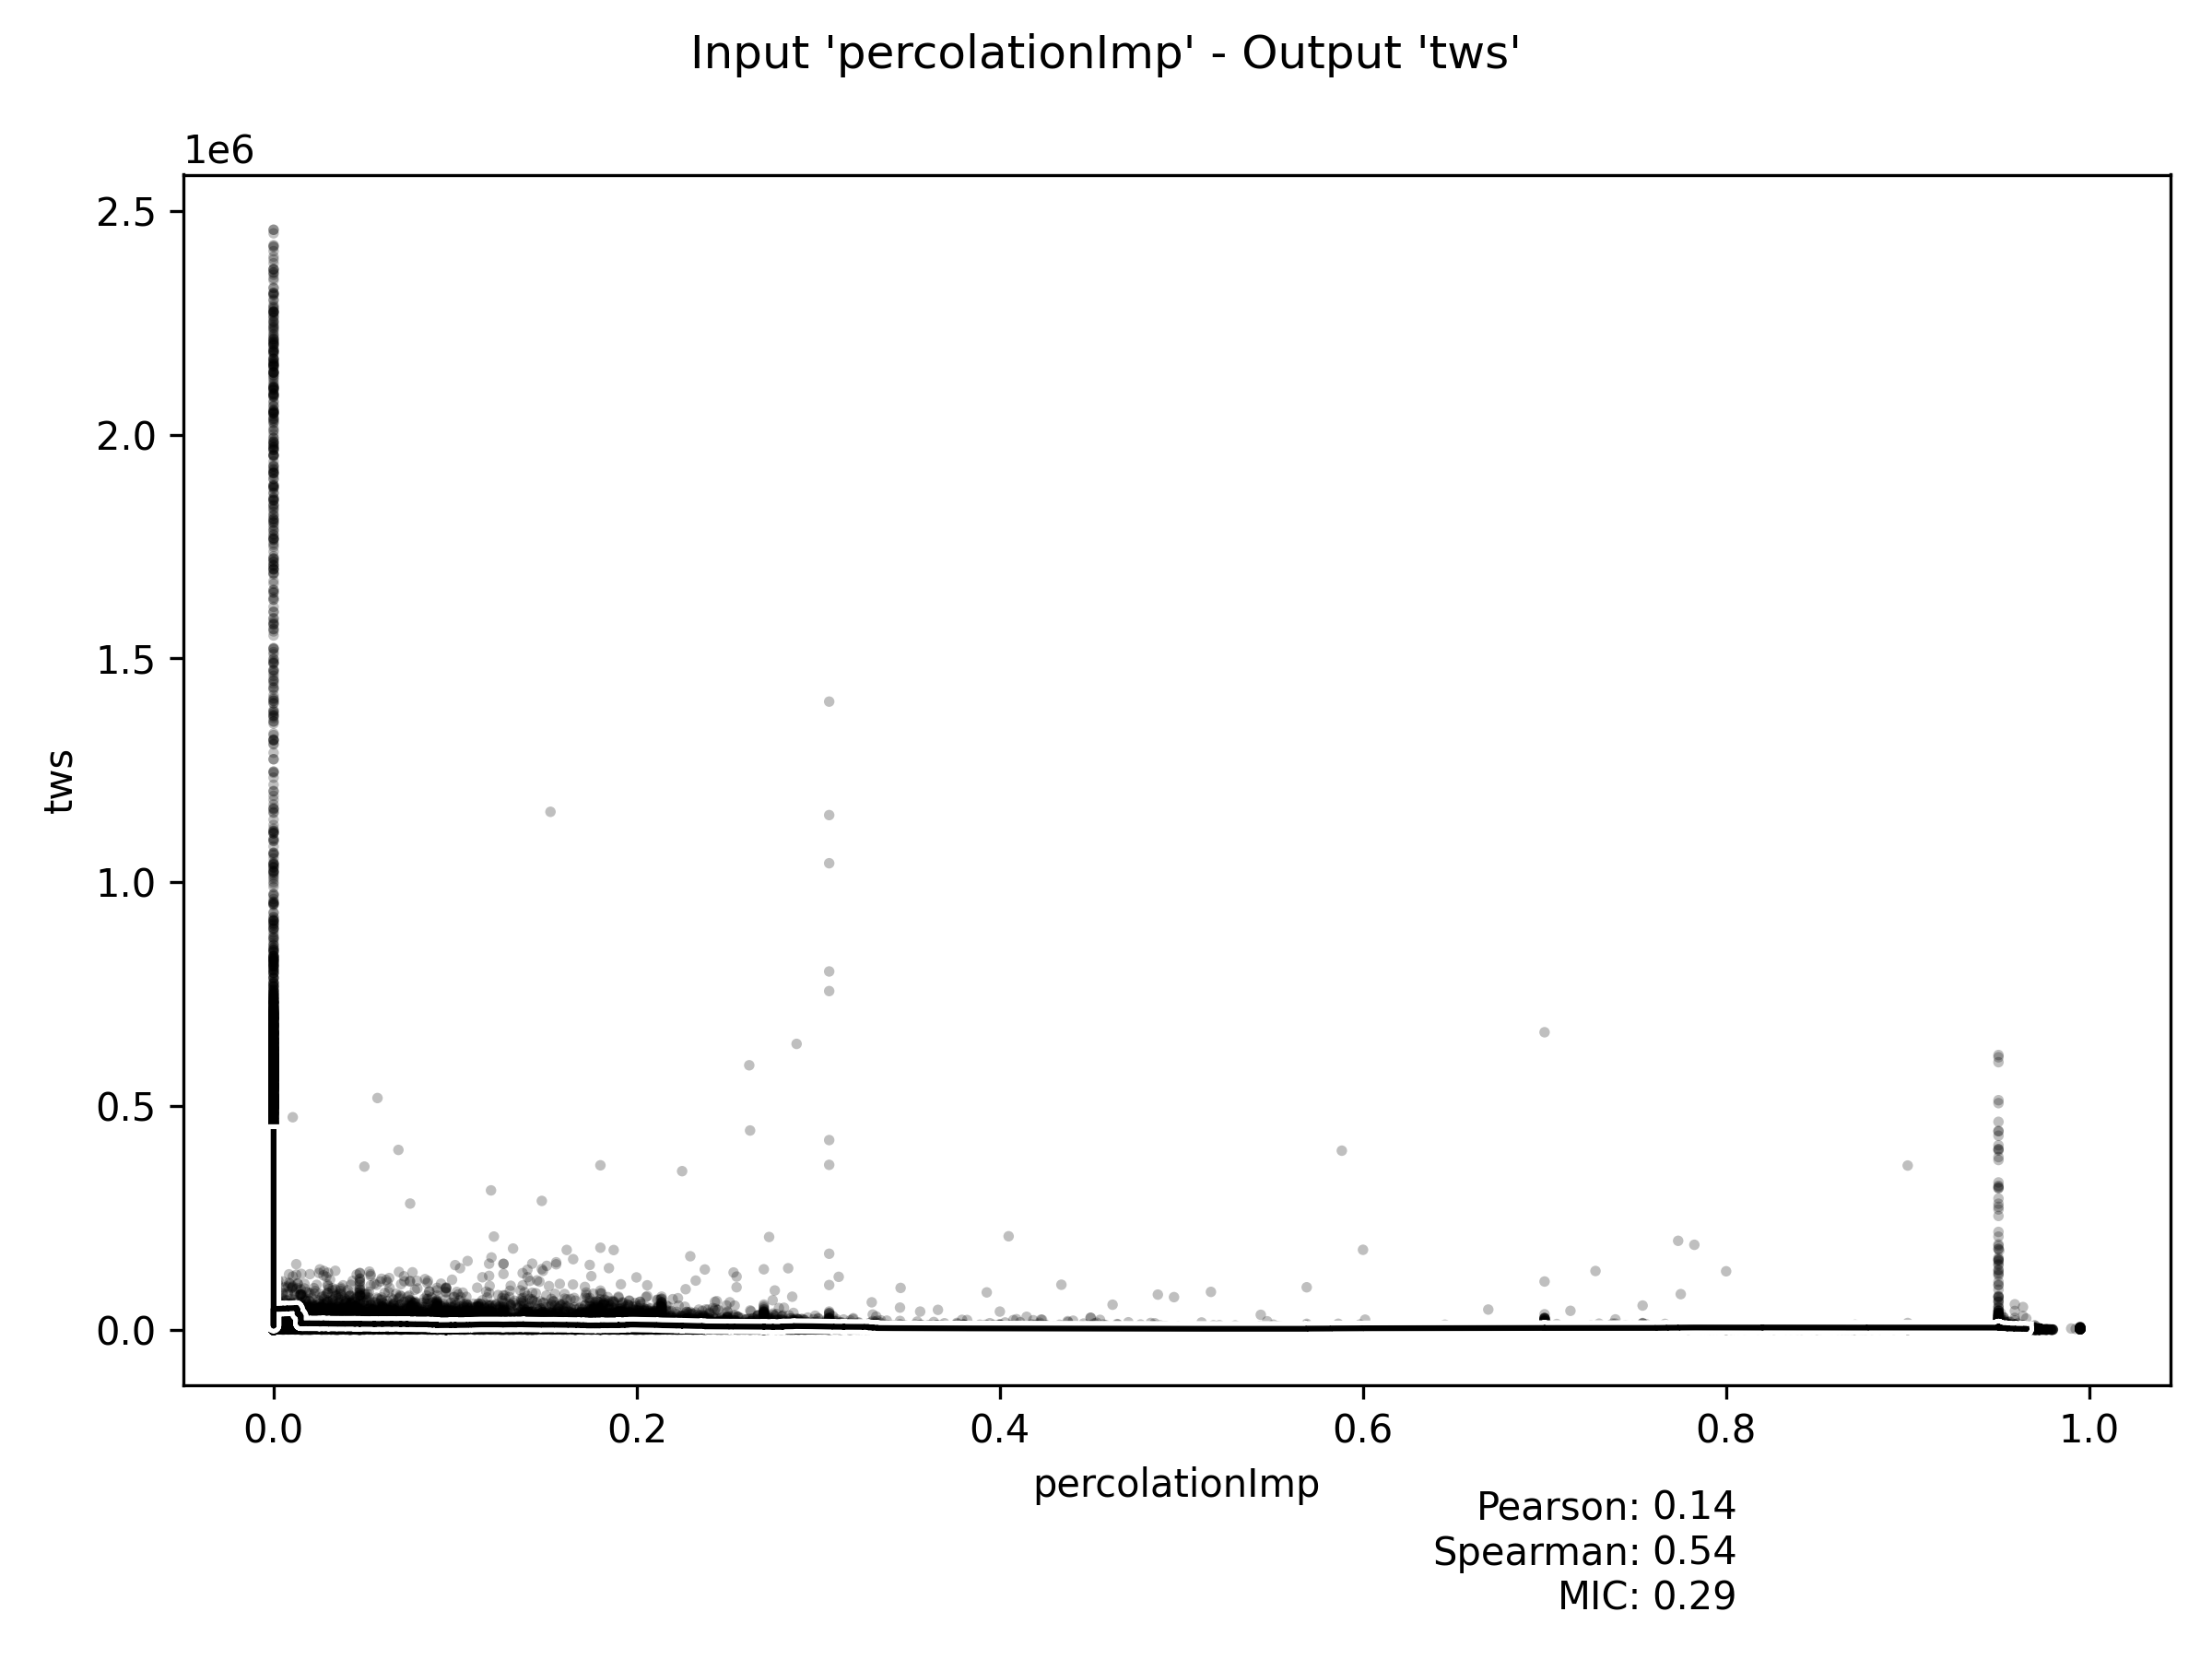 Input 'percolationImp' - Output 'tws'
1e6
2.5
2.0
1.5
1.0
0.5
0.0
tws
0.0 0.2 0.4 0.6 0.8 1.0
percolationImp
Pearson: 0.14
Spearman: 0.54
MIC: 0.29